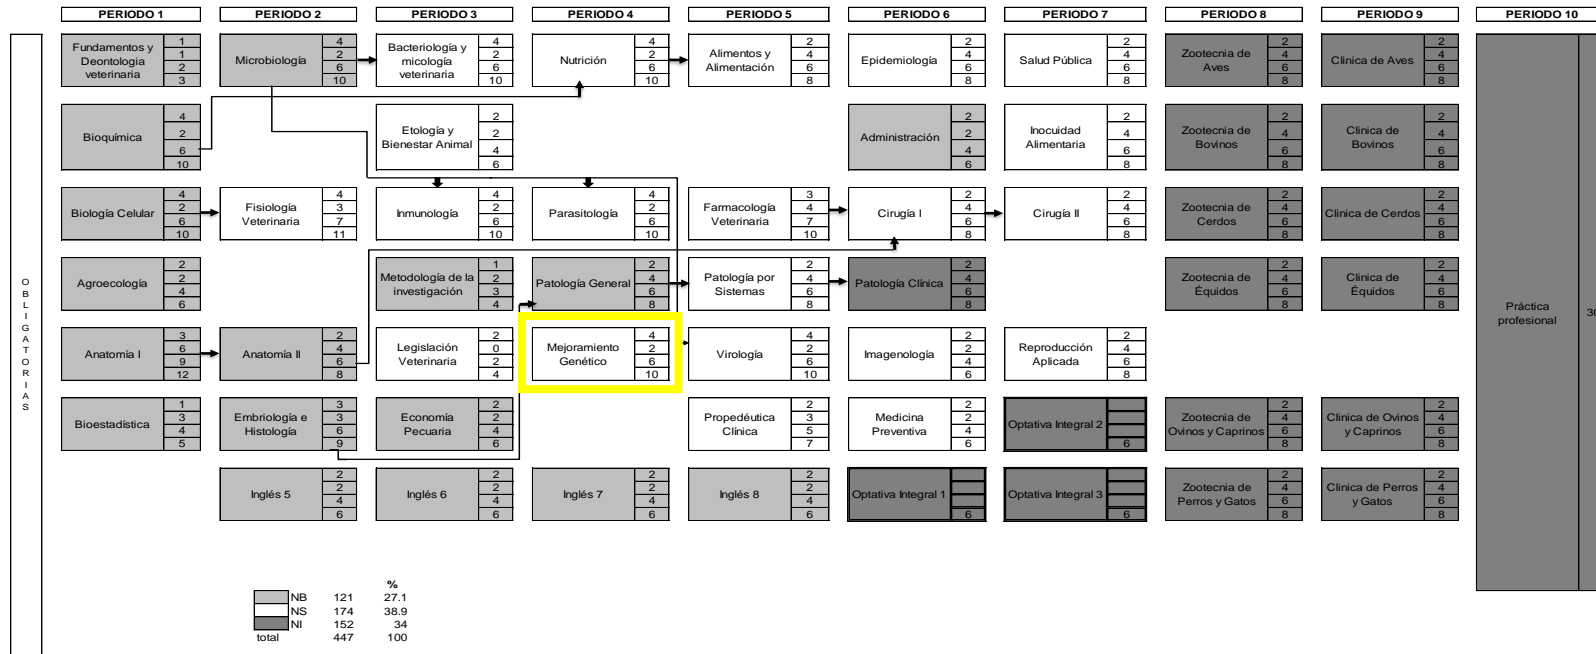 PERIODO 1 PERIODO 2 PERIODO 3 PERIODO 4 PERIODO 5 PERIODO 6 PERIODO 7 PERIODO 8 PERIODO 9 PERIODO 10
OBLIGATORIAS
Fundamentos y
Deontologia
veterinaria
1
1
2
3
Microbiología
4
2
6
10
Bacteriología y
micología
veterinaria
4
2
6
10
Nutrición
4
2
6
10
Alimentos y
Alimentación
2
4
6
8
Epidemiología
2
4
6
8
Salud Pública
2
4
6
8
Zootecnia de
Aves
2
4
6
8
Clinica de Aves
2
4
6
8
Bioquímica
4
2
6
10
Etología y
Bienestar Animal
2
2
4
6
Administración
2
2
4
6
Inocuidad
Alimentaria
2
4
6
8
Zootecnia de
Bovinos
2
4
6
8
Clinica de
Bovinos
2
4
6
8
Biología Celular
4
2
6
10
Fisiología
Veterinaria
4
3
7
11
Inmunología
4
2
6
10
Parasitología
4
2
6
10
Farmacología
Veterinaria
3
4
7
10
Cirugía I
2
4
6
8
Cirugía II
2
4
6
8
Zootecnia de
Cerdos
2
4
6
8
Clinica de Cerdos
2
4
6
8
Agroecología
2
2
4
6
Metodología de la
investigación
1
2
3
4
Patología General
2
4
6
8
Patología por
Sistemas
2
4
6
8
Patología Clínica
2
4
6
8
Zootecnia de
Équidos
2
4
6
8
Clinica de
Équidos
2
4
6
8
Práctica
profesional
30
Anatomía I
3
6
9
12
Anatomía II
2
4
6
8
Legislación
Veterinaria
2
0
2
4
Mejoramiento
Genético
4
2
6
10
Virología
4
2
6
10
Imagenología
2
2
4
6
Reproducción
Aplicada
2
4
6
8
Bioestadística
1
3
4
5
Embriología e
Histología
3
3
6
9
Economía
Pecuaria
2
2
4
6
Propedéutica
Clínica
2
3
5
7
Medicina
Preventiva
2
2
4
6
Optativa Integral 2
6
Zootecnia de
Ovinos y Caprinos
2
4
6
8
Clinica de Ovinos
y Caprinos
2
4
6
8
Inglés 5
2
2
4
6
Inglés 6
2
2
4
6
Inglés 7
2
2
4
6
Inglés 8
2
2
4
6
Optativa Integral 1
6
Optativa Integral 3
6
Zootecnia de
Perros y Gatos
2
4
6
8
Clinica de Perros
y Gatos
2
4
6
8
%
NB 121 27.1
NS 174 38.9
NI 152 34
total 447 100